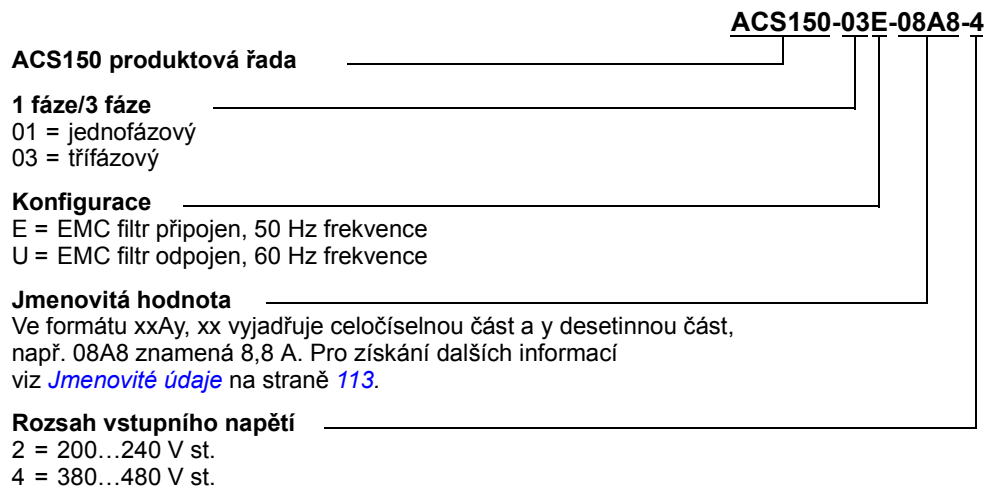 ACS150-03E-08A8-4
ACS150 produktová řada
1 fáze/3 fáze
01 = jednofázový
03 = třífázový
Konfigurace
E = EMC filtr připojen, 50 Hz frekvence
U = EMC filtr odpojen, 60 Hz frekvence
Jmenovitá hodnota
Ve formátu xxAy, xx vyjadřuje celočíselnou část a y desetinnou část,
např. 08A8 znamená 8,8 A. Pro získání dalších informací
viz Jmenovité údaje na straně 113.
Rozsah vstupního napětí
2 = 200…240 V st.
4 = 380…480 V st.